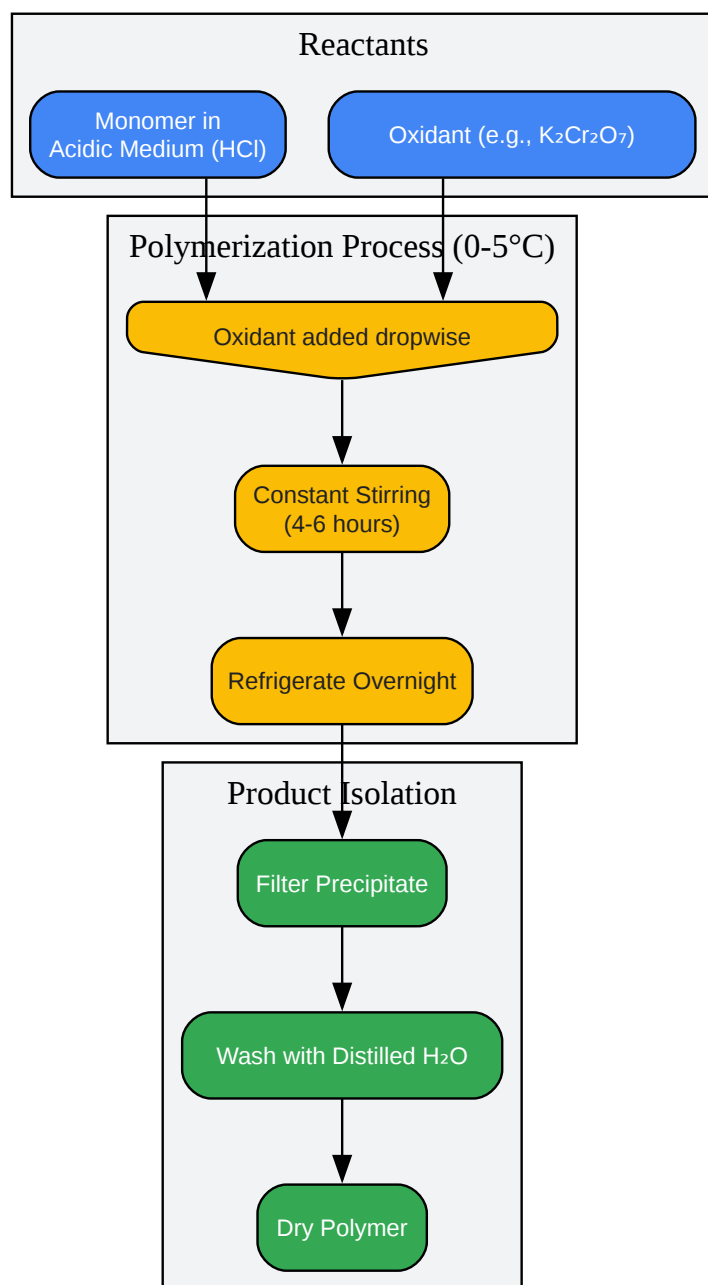 Reactants
Monomer in
Acidic Medium (HCl)
Oxidant (e.g., K₂Cr₂O₇)
Polymerization Process (0-5°C)
Oxidant added dropwise
Constant Stirring
(4-6 hours)
Refrigerate Overnight
Product Isolation
Filter Precipitate
Wash with Distilled H₂O
Dry Polymer